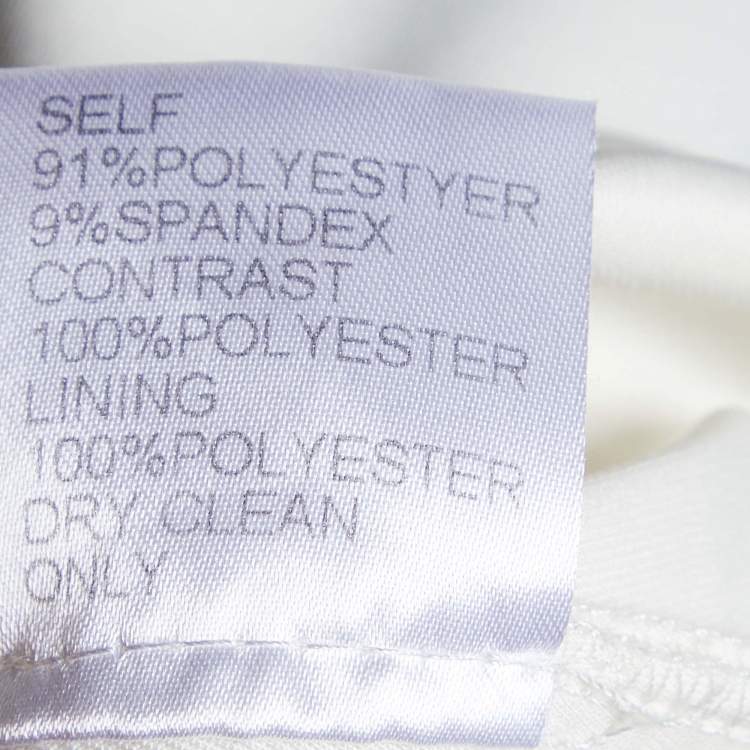 SELF
91%POLYESTYER
9%SPANDEX
CONTRAST
100%POLYESTER
LINING
100%POLYESTER
DRY CLEAN
ONLY